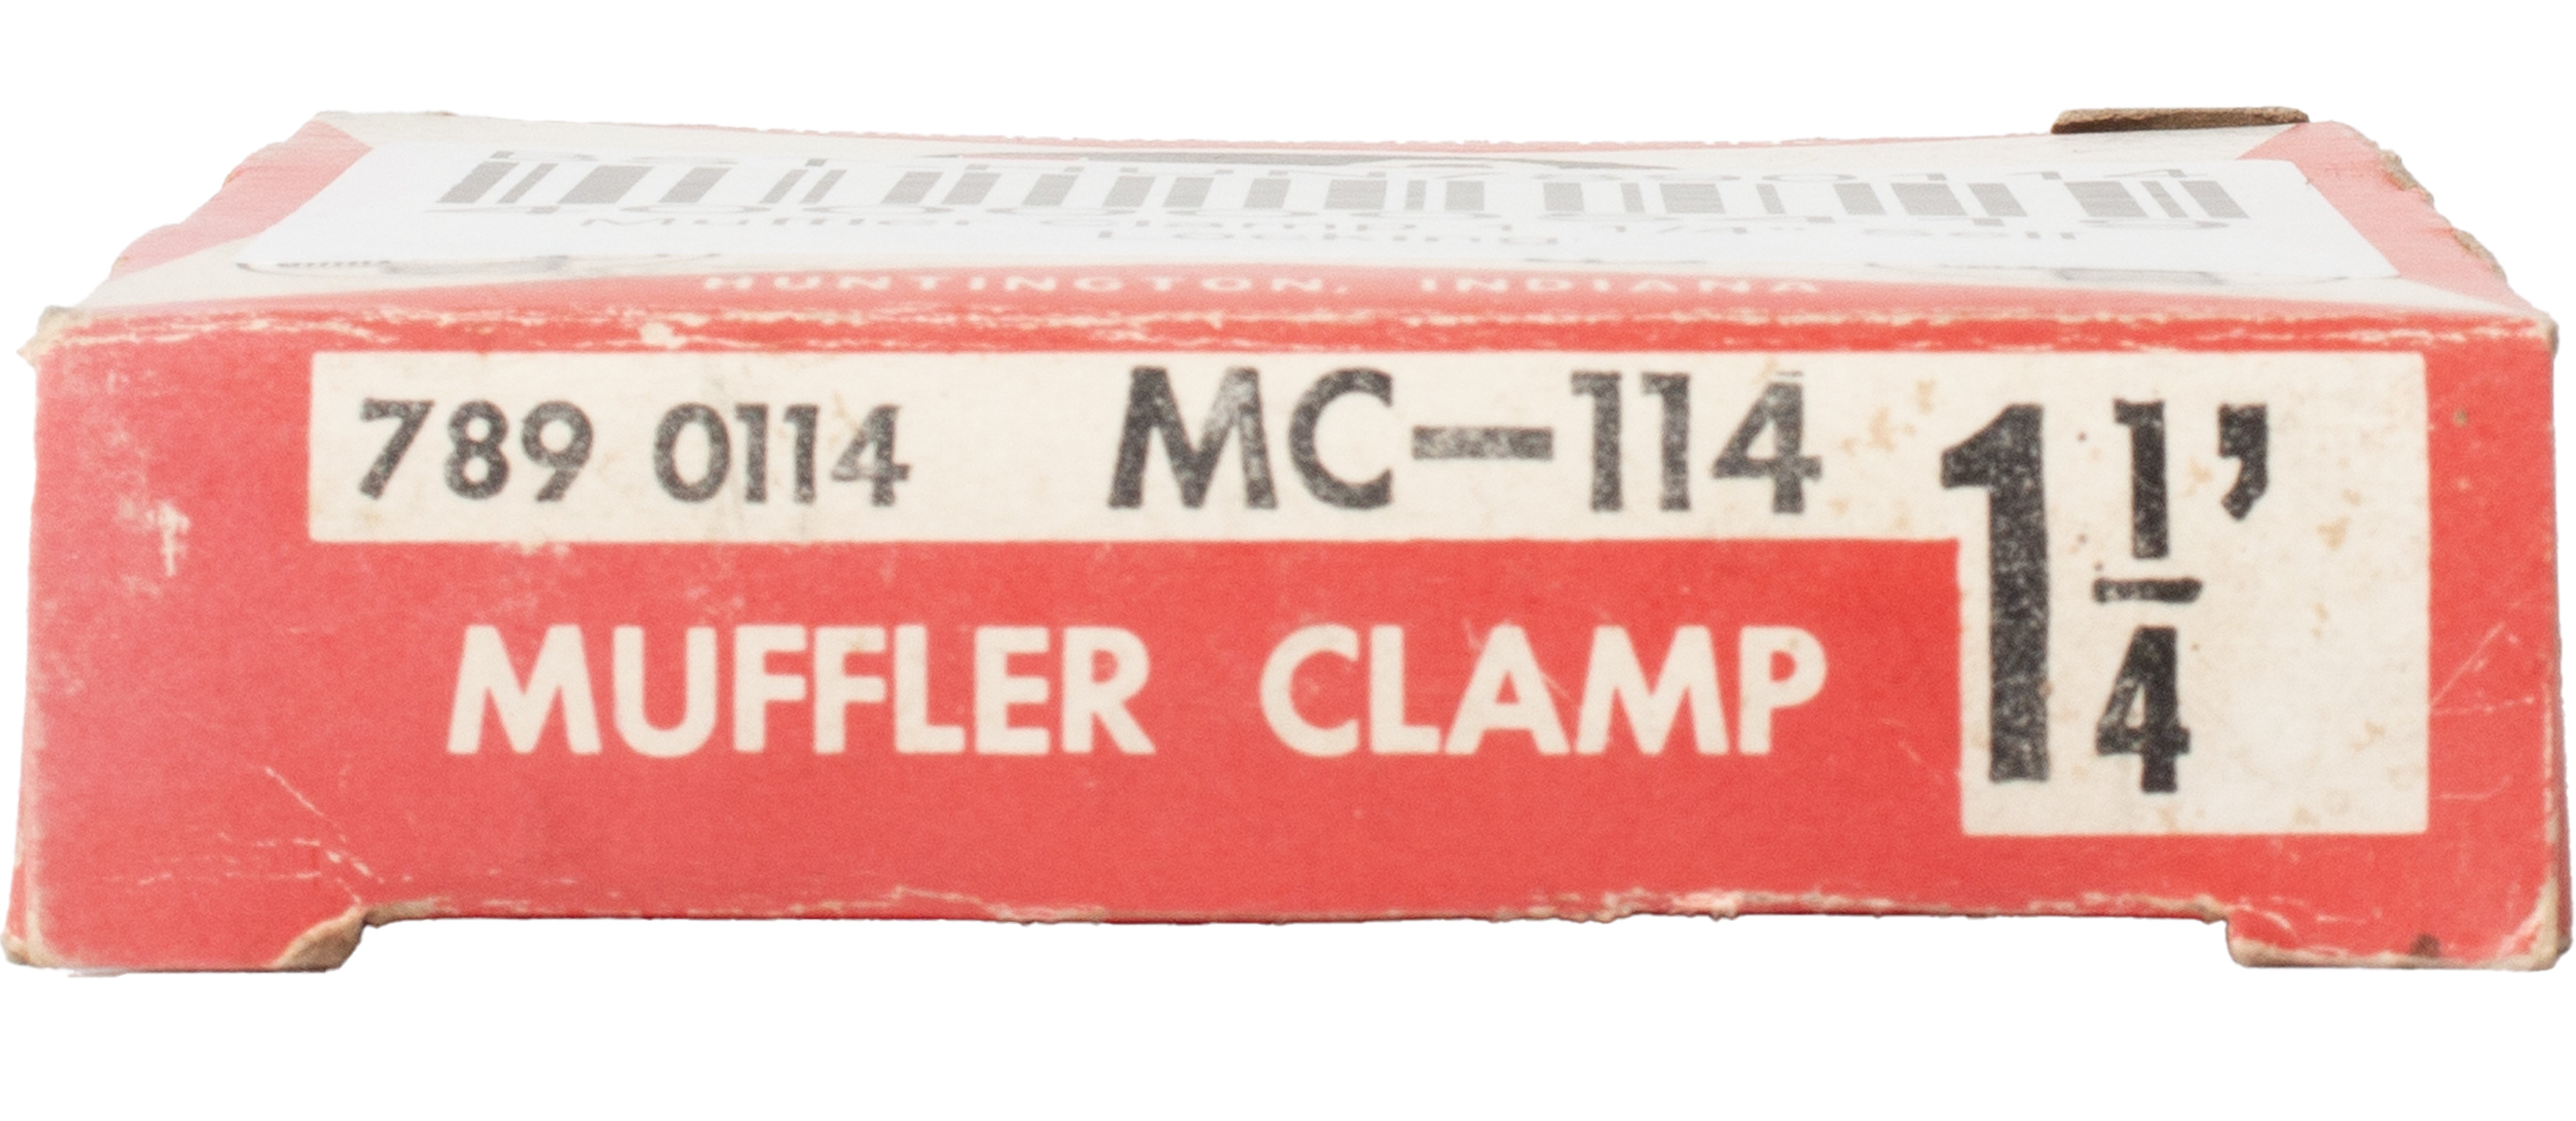 HUNTINGTON, INDIANA
789 0114 MC-114 1 1/4 ’
MUFFLER CLAMP